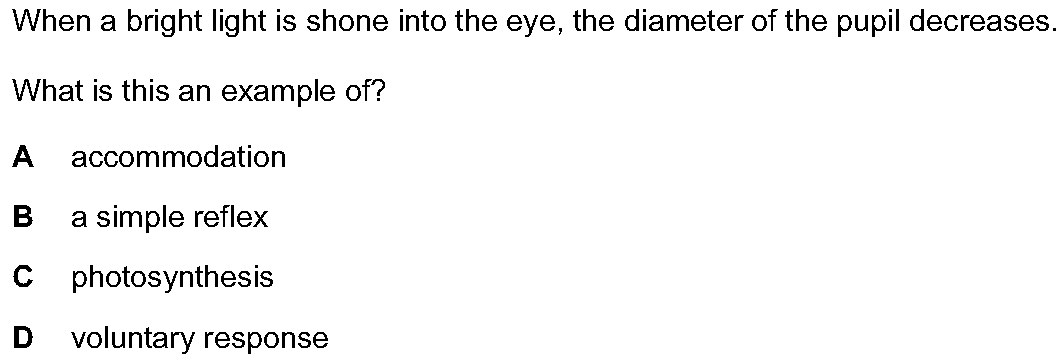 When a bright light is shone into the eye, the diameter of the pupil decreases.
What is this an example of?
A accommodation
B a simple reflex
C photosynthesis
D voluntary response